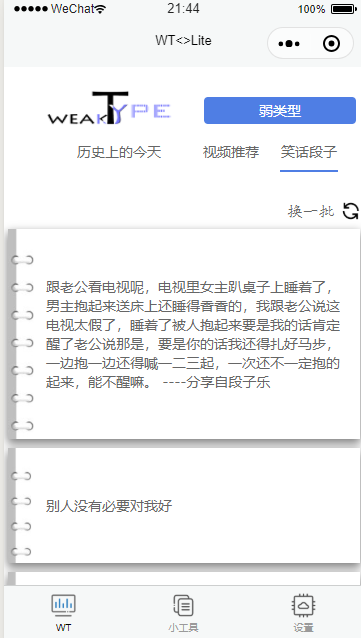 WeChat 21:44 100%
WT<>Lite
WEAKTYPE
弱类型
历史上的今天 视频推荐 笑话段子
换一批
跟老公看电视呢，电视里女主趴桌子上睡着了，
男主抱起来送床上还睡得香香的，我跟老公说这
电视太假了，睡着了被人抱起来要是我的话肯定
醒了老公说那是，要是你的话我还得扎好马步，
一边抱一边还得喊一二三起，一次还不一定抱的
起来，能不醒嘛。 ----分享自段子乐
别人没有必要对我好
WT 小工具 设置